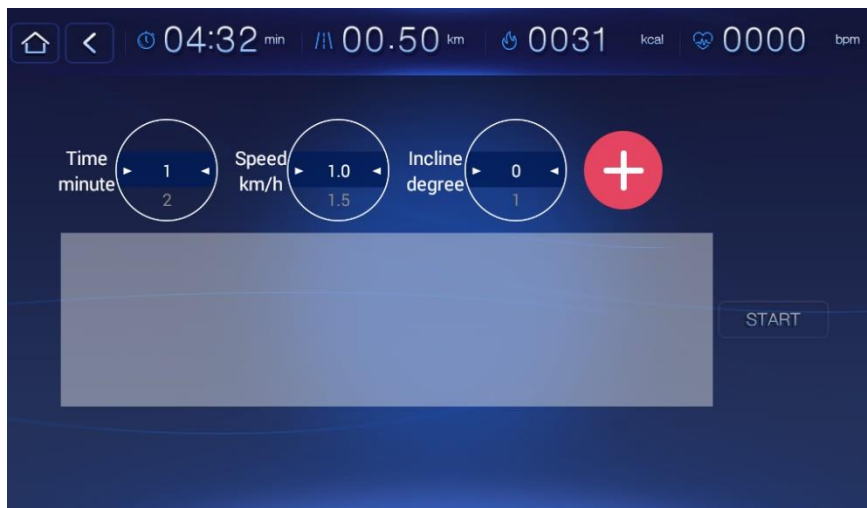 04:32 min 00.50 km 0031 kcal 0000 bpm
Time minute 1 2
Speed km/h 1.0 1.5
Incline degree 0 1
START